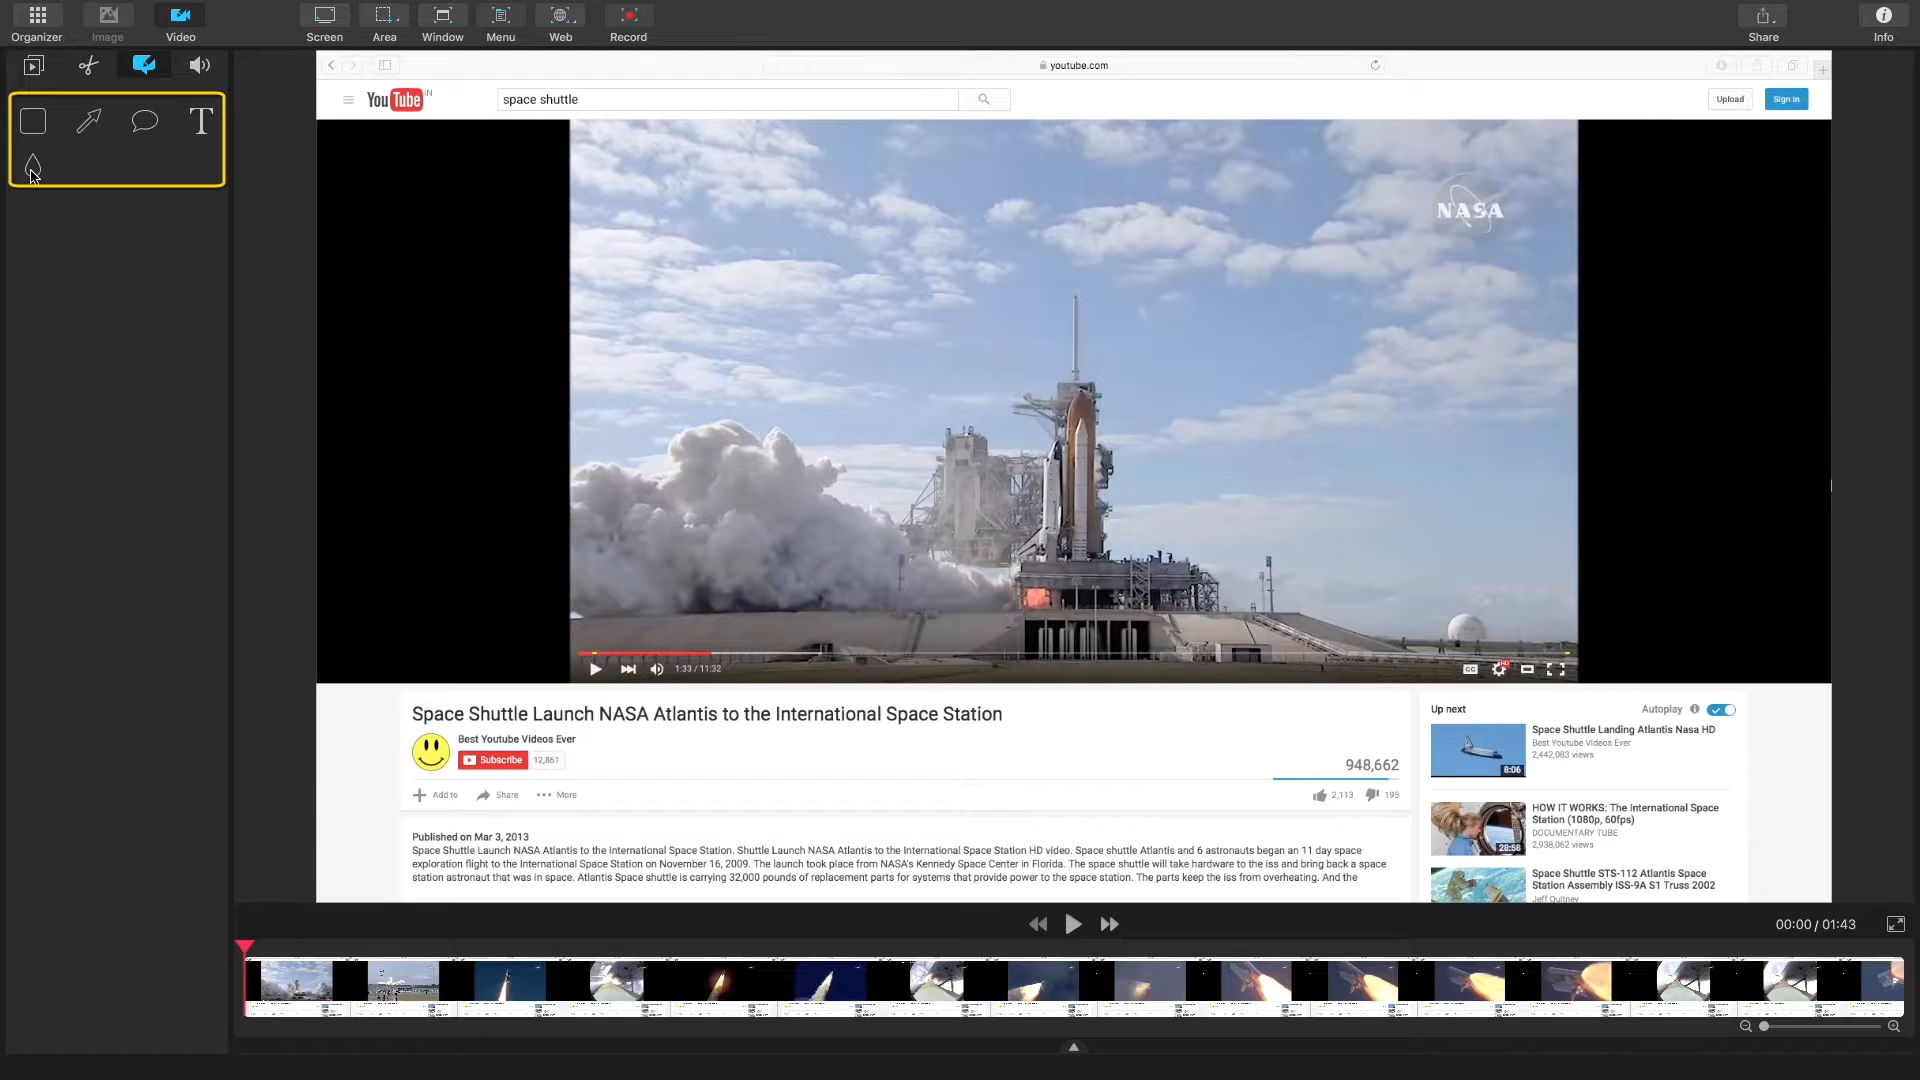 Organizer Image Video Screen Area Window Menu Web Record Share Info
youtube.com
YouTube IN space shuttle Upload Sign in
NASA
1:33 / 11:32 CC HD
Space Shuttle Launch NASA Atlantis to the International Space Station
Best Youtube Videos Ever
Subscribe 12,861
948,662
Add to Share More 2,113 195
Published on Mar 3, 2013
Space Shuttle Launch NASA Atlantis to the International Space Station. Shuttle Launch NASA Atlantis to the International Space Station HD video. Space shuttle Atlantis and 6 astronauts began an 11 day space
exploration flight to the International Space Station on November 16, 2009. The launch took place from NASA's Kennedy Space Center in Florida. The space shuttle will take hardware to the iss and bring back a space
station astronaut that was in space. Atlantis Space shuttle is carrying 32,000 pounds of replacement parts for systems that provide power to the space station. The parts keep the iss from overheating. And the
Up next Autoplay
Space Shuttle Landing Atlantis Nasa HD
Best Youtube Videos Ever
2,442,083 views
8:06
HOW IT WORKS: The International Space
Station (1080p, 60fps)
DOCUMENTARY TUBE
2,938,062 views
28:58
Space Shuttle STS-112 Atlantis Space
Station Assembly ISS-9A S1 Truss 2002
Jeff Quitney
00:00 / 01:43